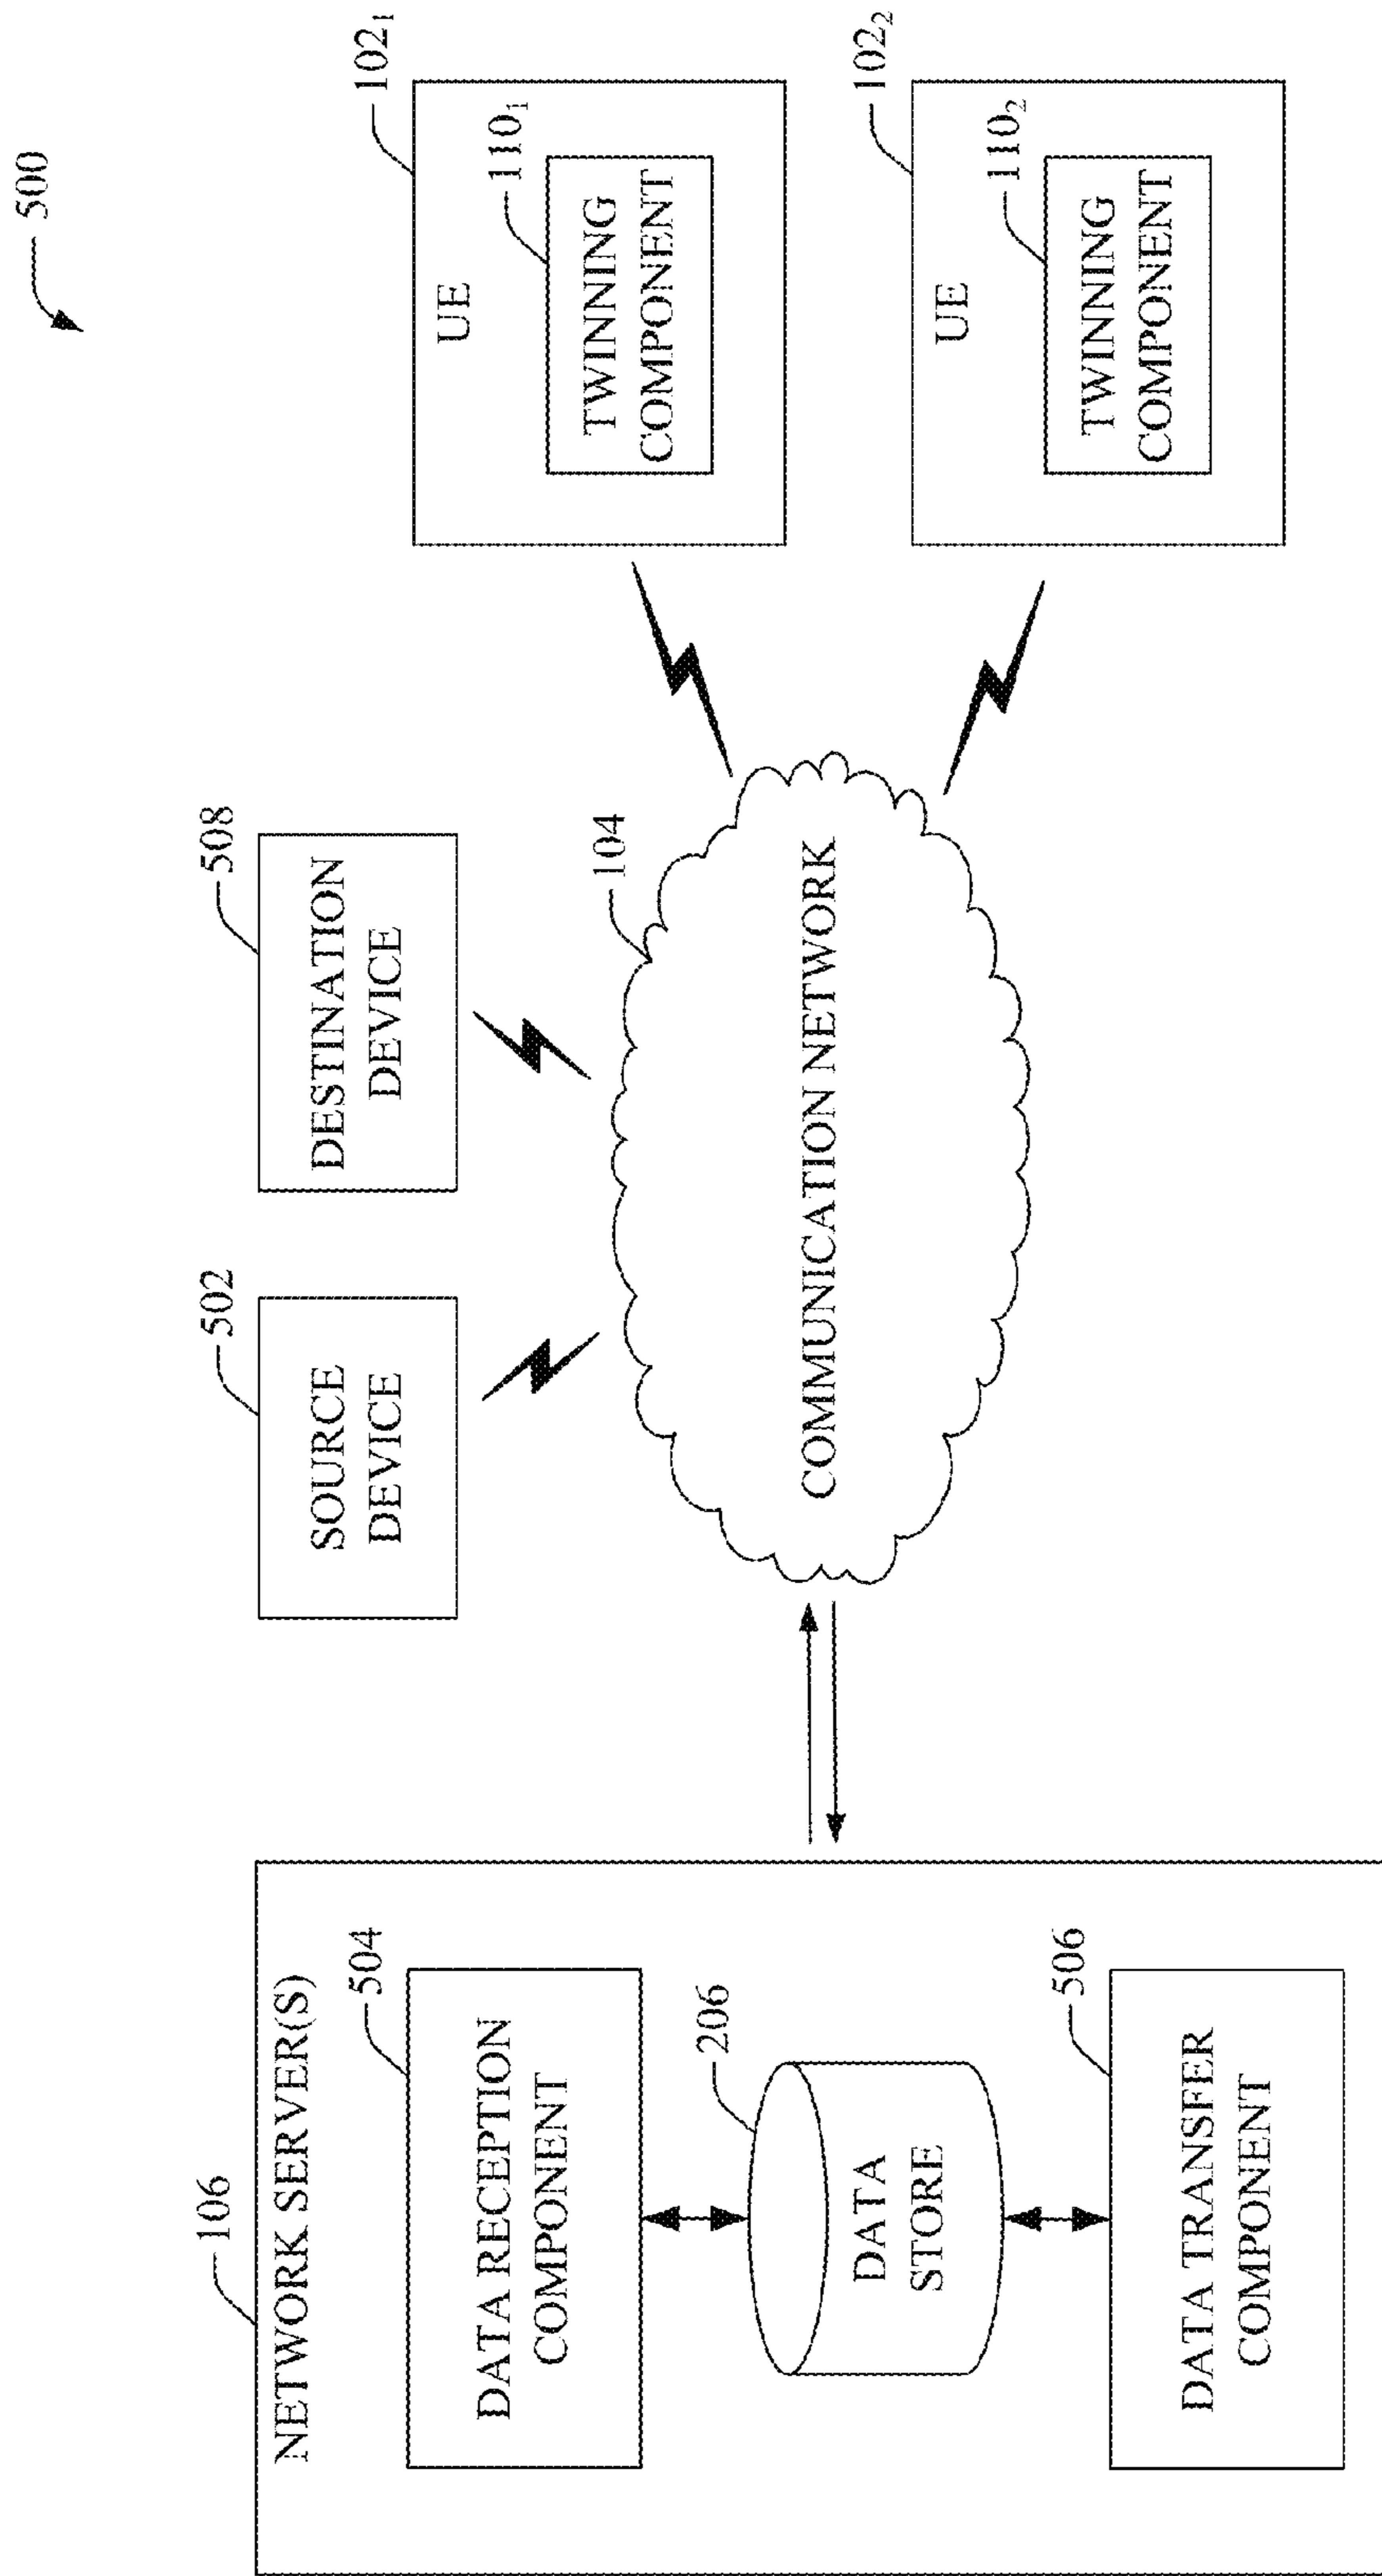 500
106
NETWORK SERVER(S)
504
DATA RECEPTION
COMPONENT
206
DATA
STORE
506
DATA TRANSFER
COMPONENT
502
SOURCE
DEVICE
508
DESTINATION
DEVICE
104
COMMUNICATION NETWORK
102₁
UE
110₁
TWINNING
COMPONENT
102₂
UE
110₂
TWINNING
COMPONENT